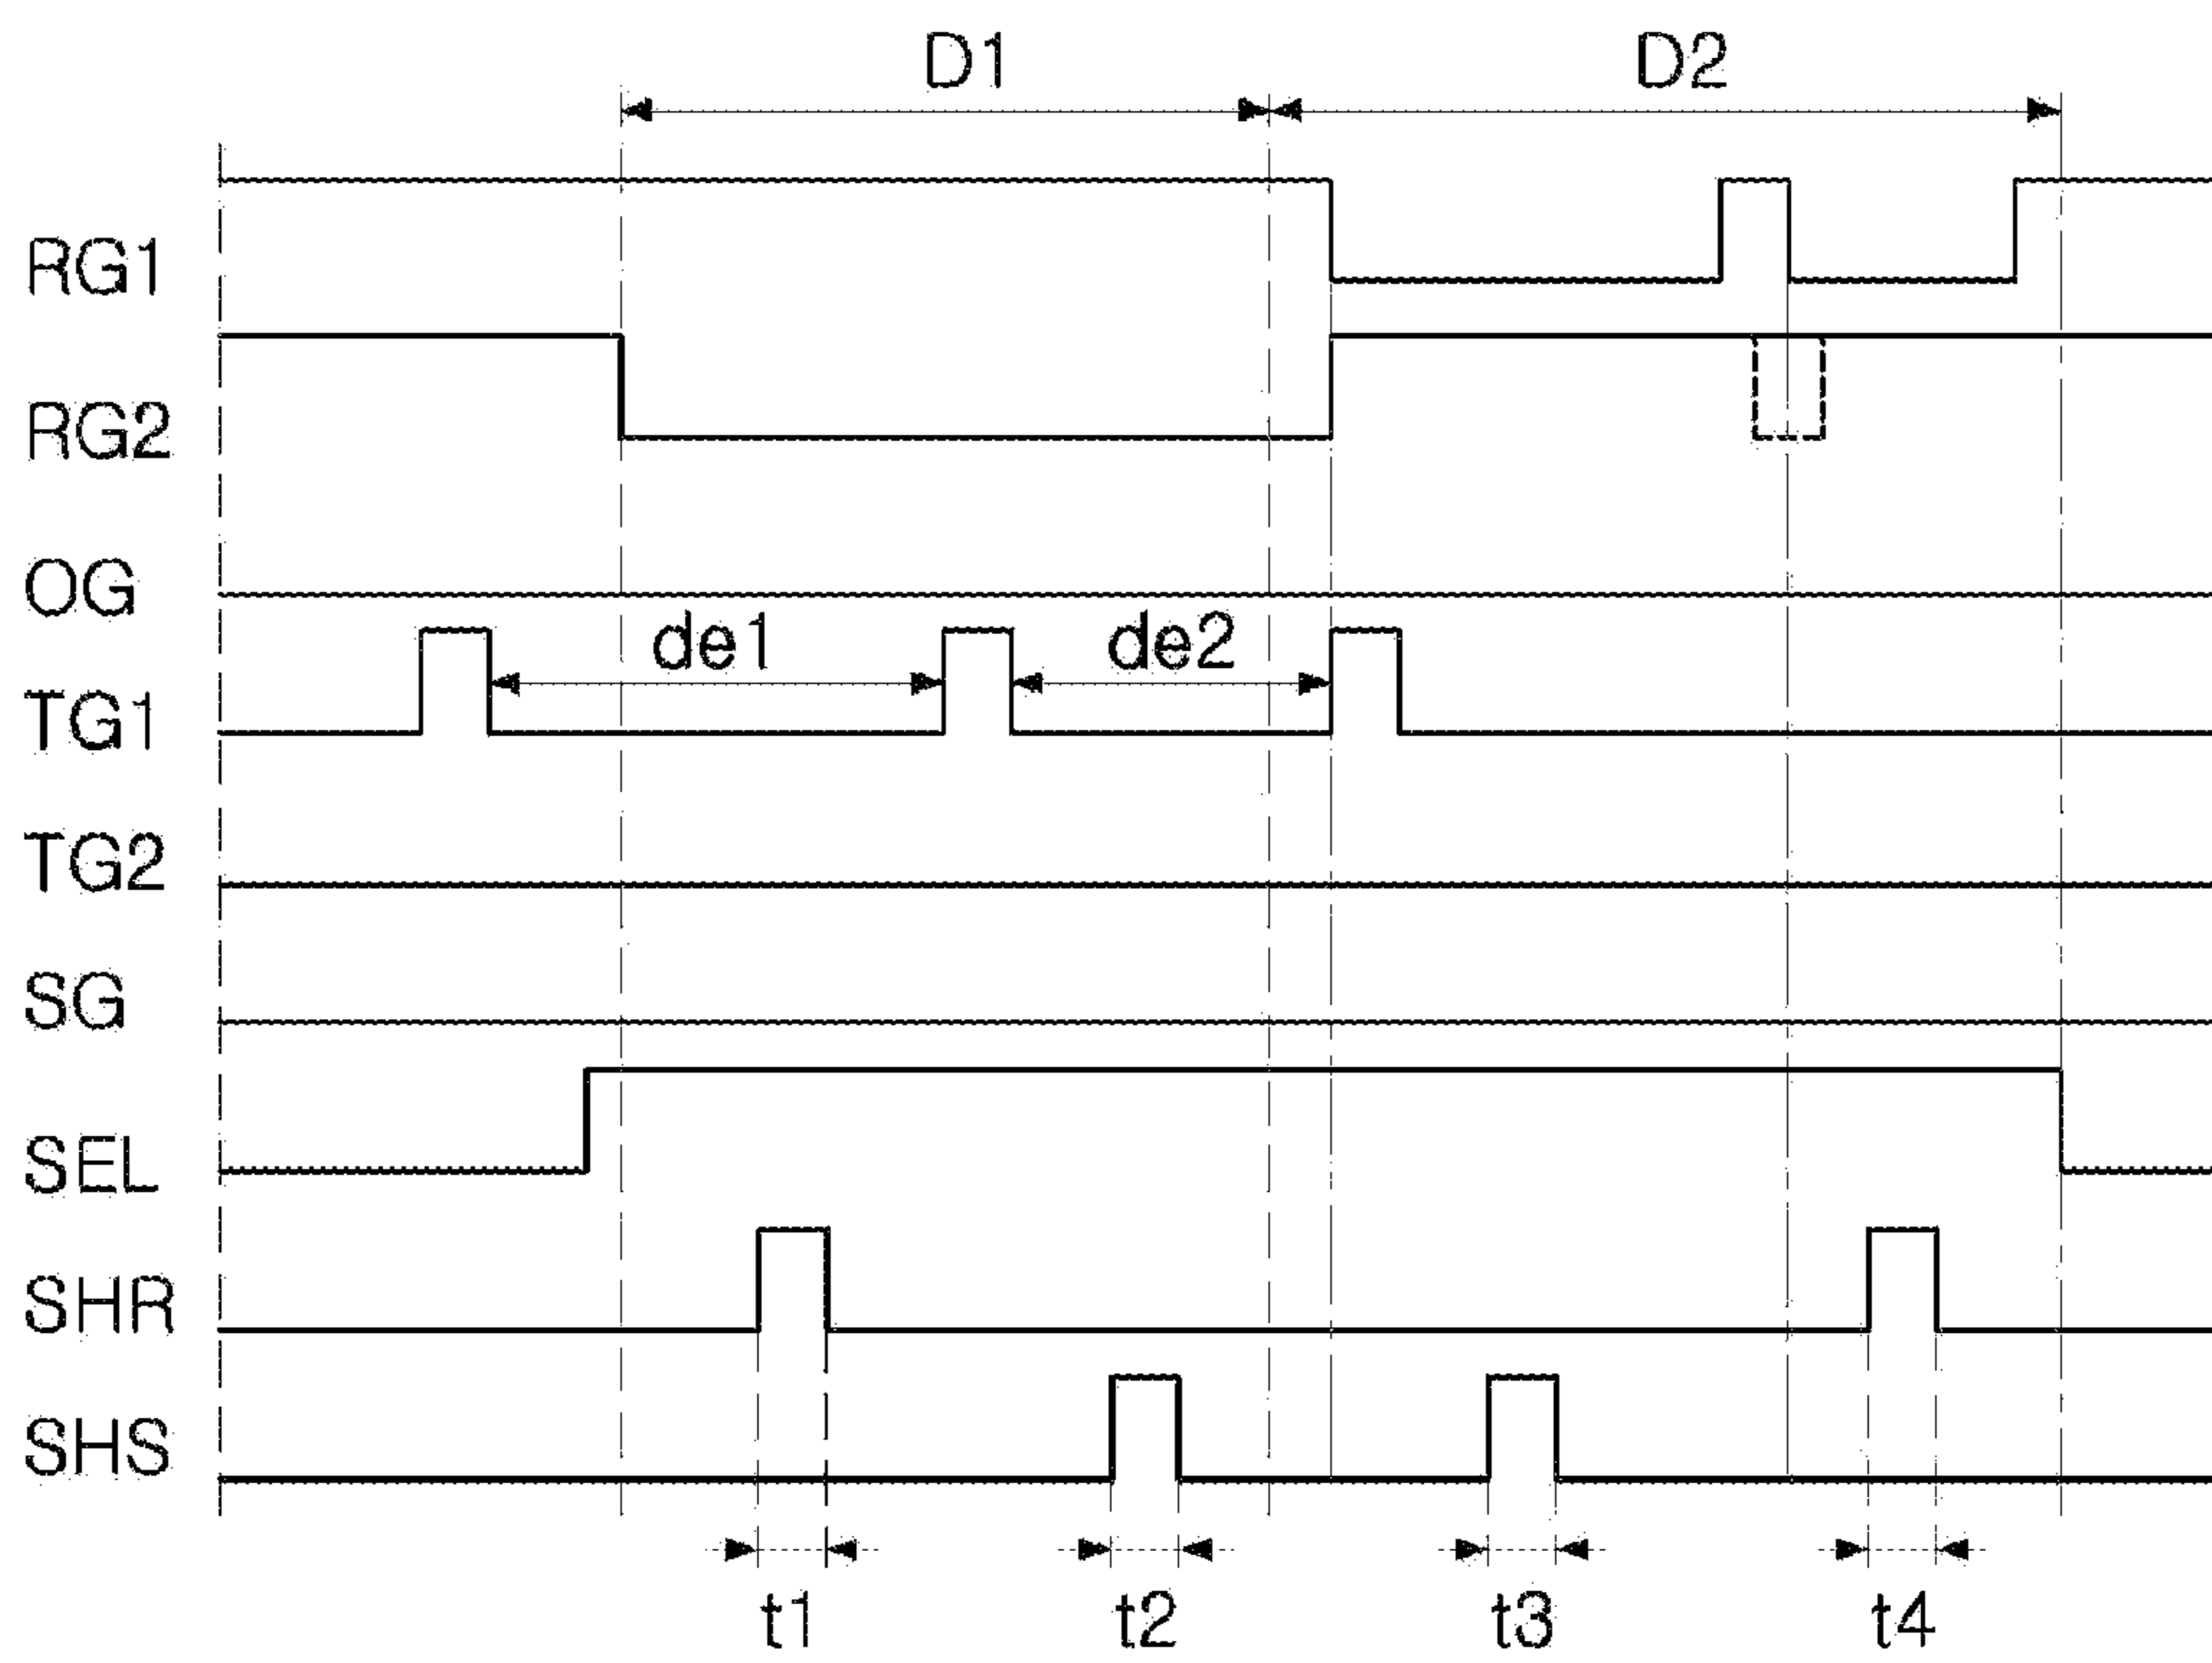 D1 D2
RG1
RG2
OG
de1 de2
TG1
TG2
SG
SEL
SHR
SHS
t1 t2 t3 t4